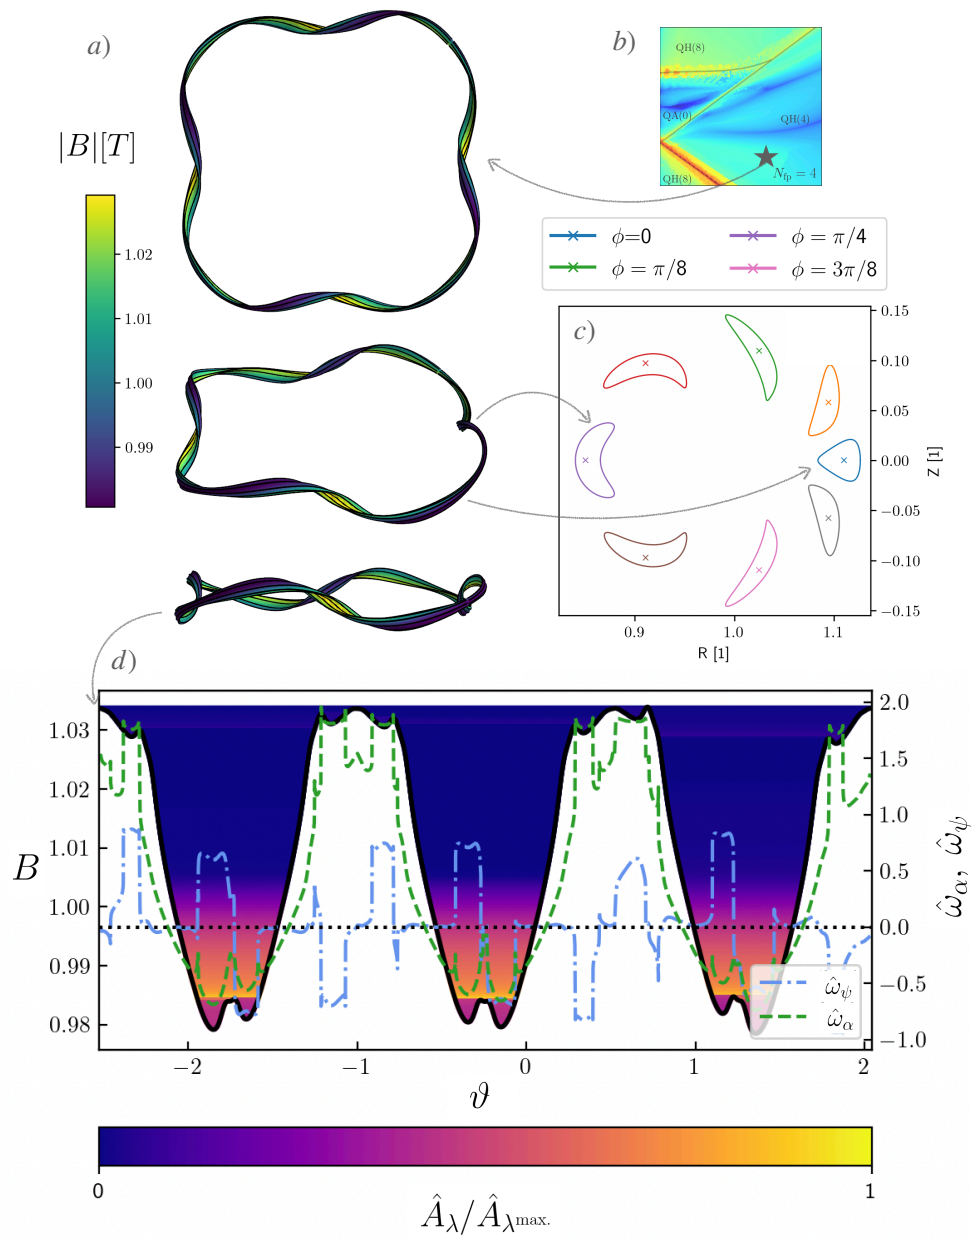 a)
b)
|B|[T]
1.02
1.01
1.00
0.99
QH(8)
QA(0)
QH(4)
QH(8)
N_fp = 4
ϕ=0
ϕ = π/4
ϕ = π/8
ϕ = 3π/8
c)
0.15
0.10
0.05
0.00
−0.05
−0.10
−0.15
Z [1]
0.9
1.0
1.1
R [1]
d)
1.03
1.02
1.01
1.00
0.99
0.98
B
2.0
1.5
1.0
0.5
0.0
−0.5
−1.0
ω̂_α, ω̂_ψ
ω̂_ψ
ω̂_α
−2
−1
0
1
2
ϑ
0
1
Â_λ/Â_λ^max.